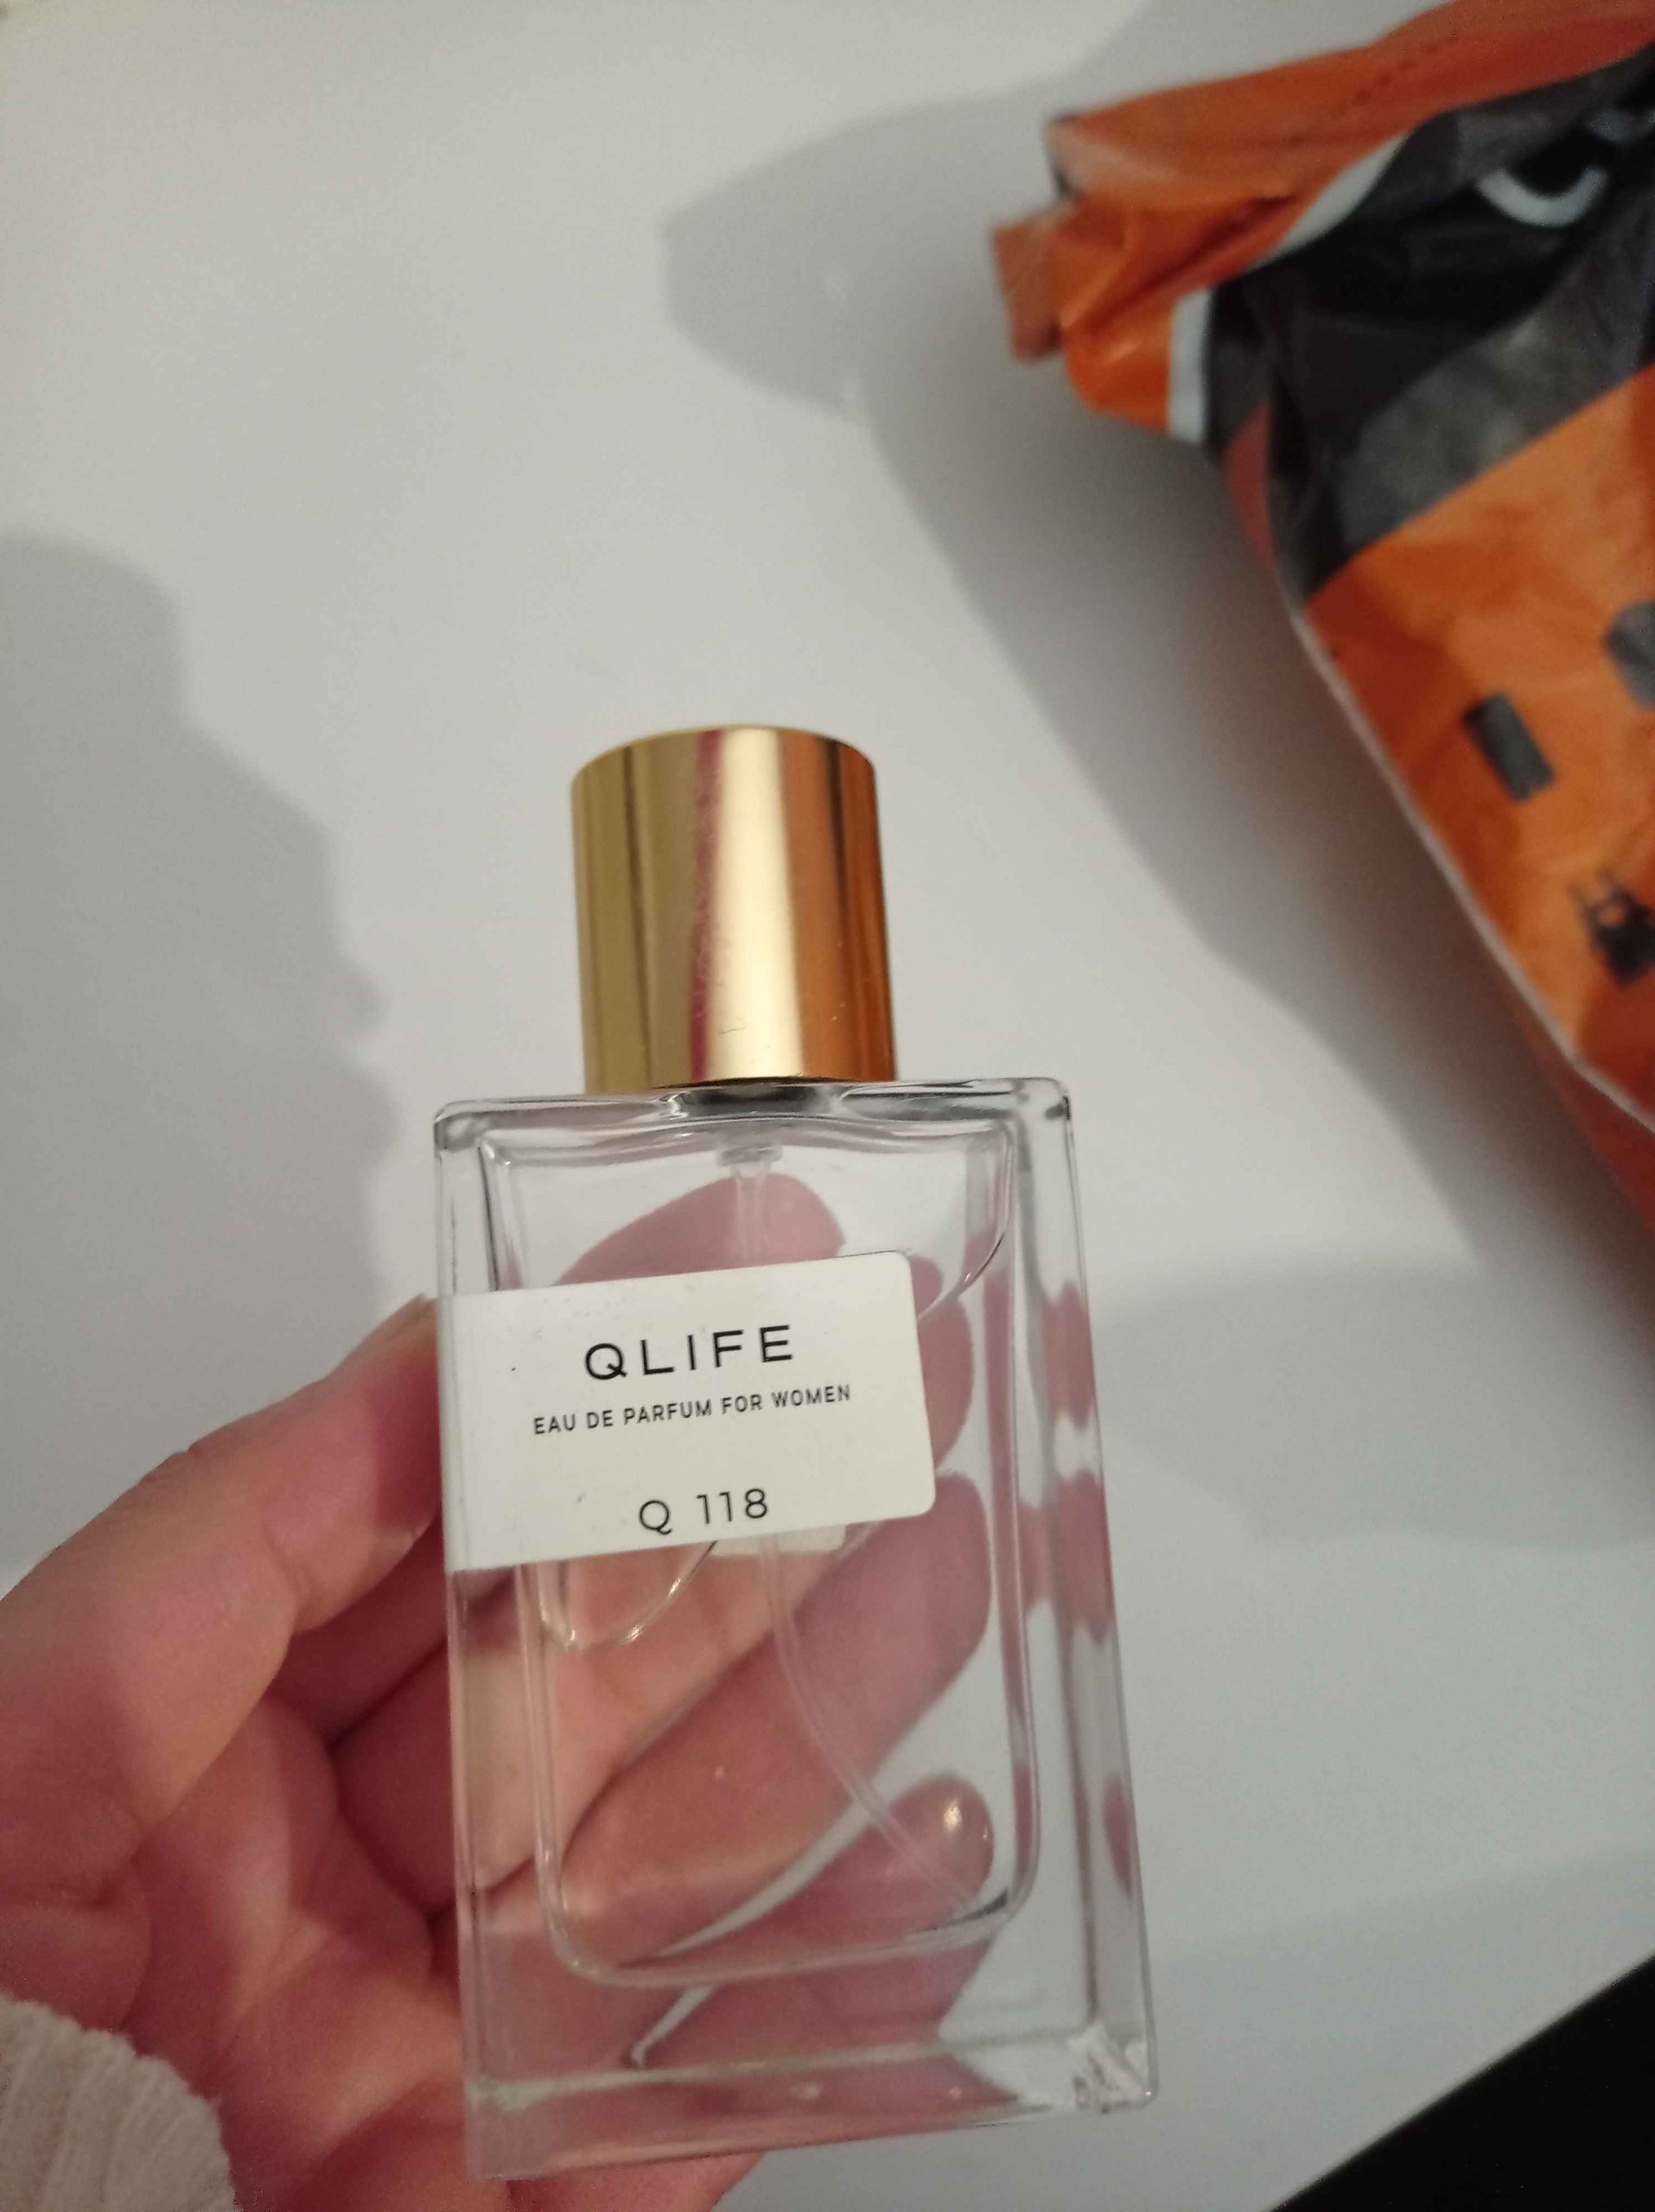 QLIFE
EAU DE PARFUM FOR WOMEN
Q 118